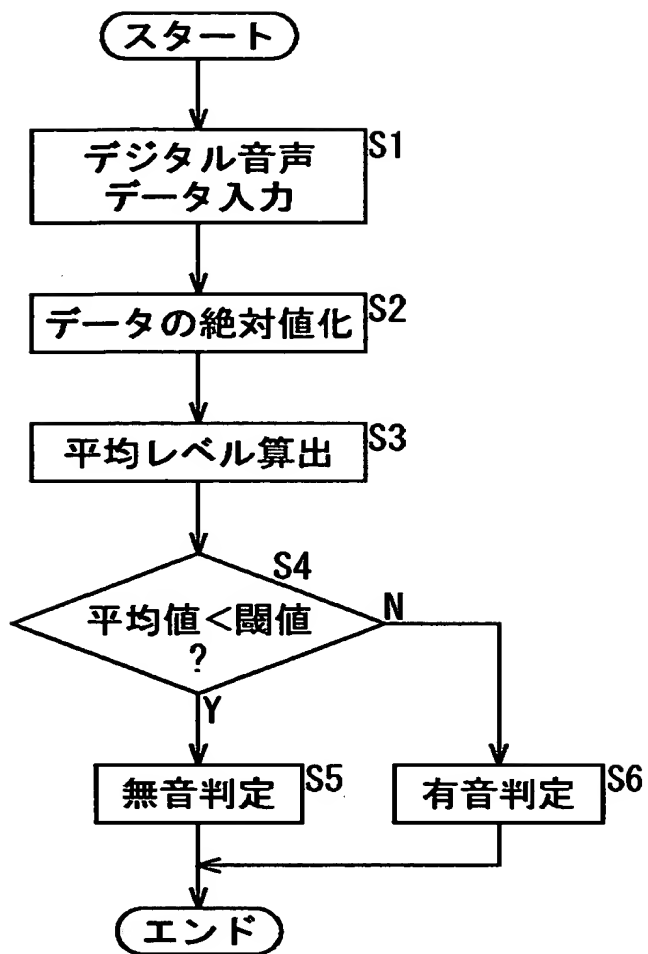 スタート
デジタル音声
データ入力
S1
データの絶対値化
S2
平均レベル算出
S3
S4
平均値<閾値
?
N
Y
無音判定
S5
有音判定
S6
エンド